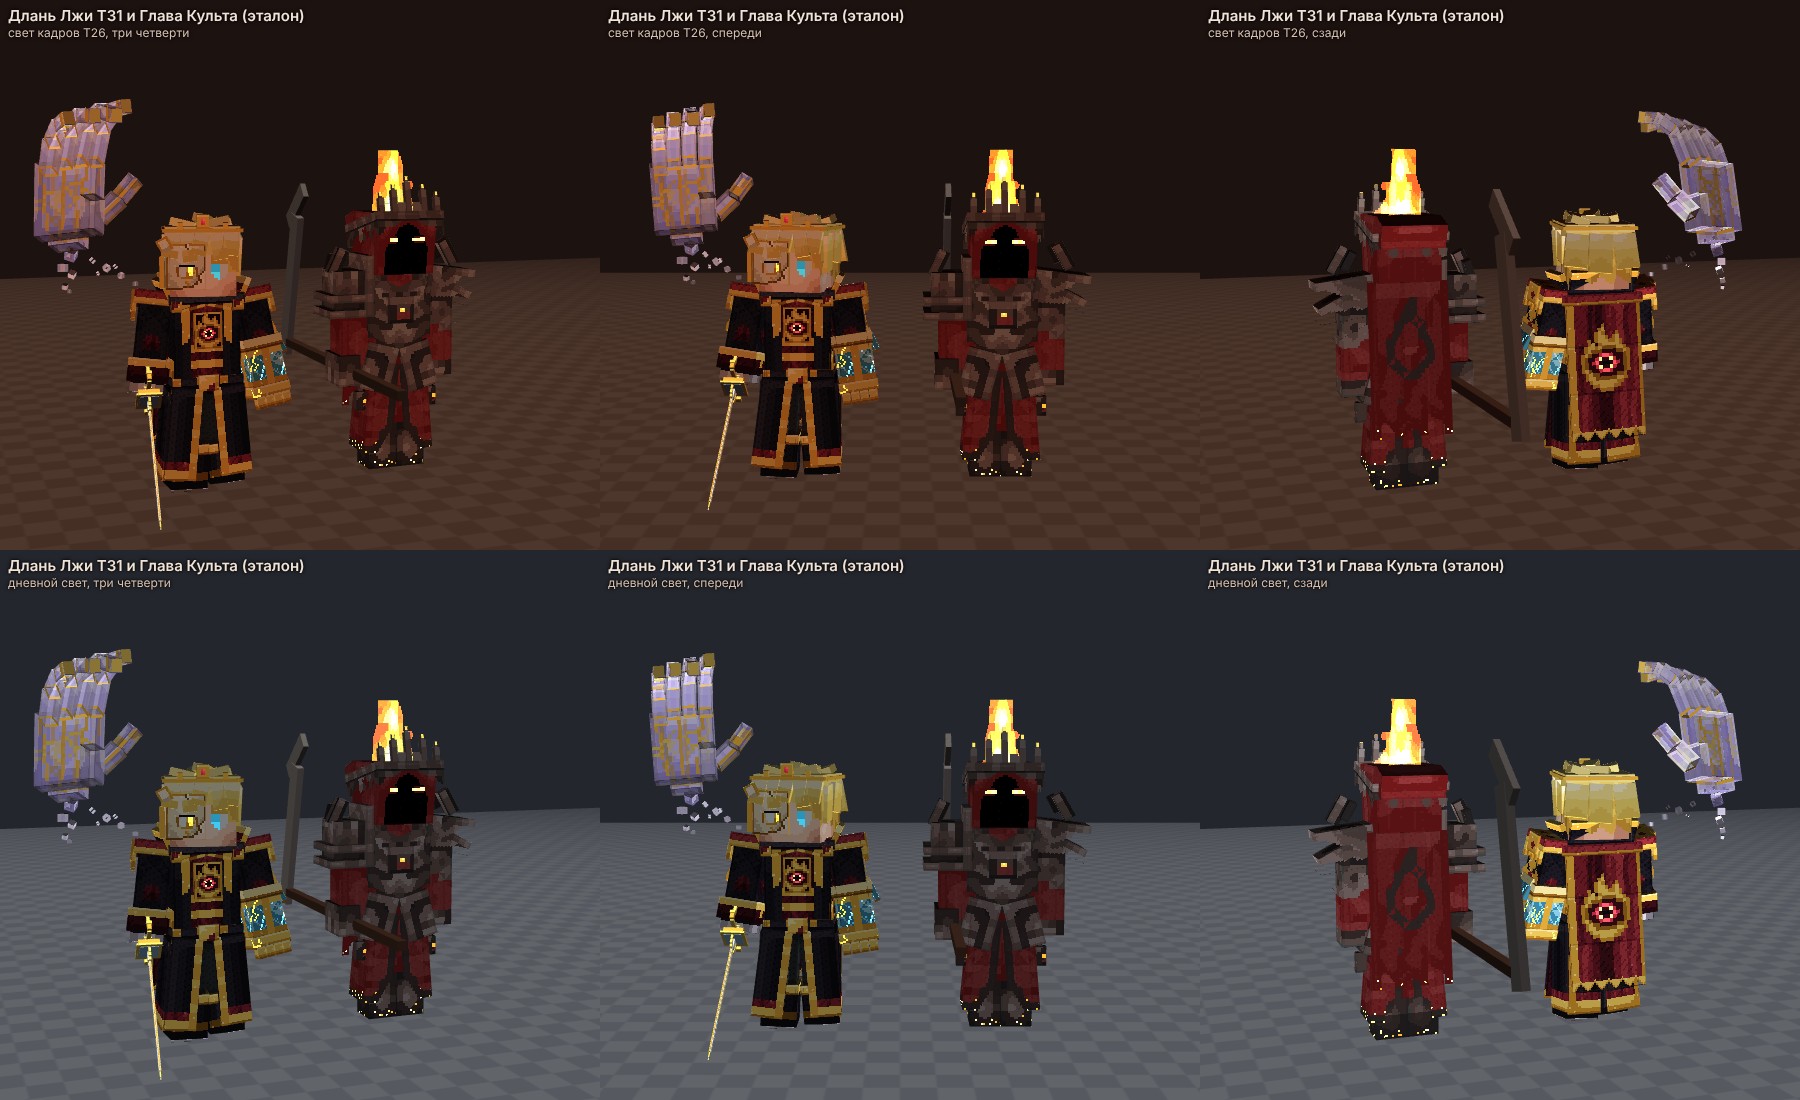 Длань Лжи Т31 и Глава Культа (эталон)
свет кадров Т26, три четверти
Длань Лжи Т31 и Глава Культа (эталон)
свет кадров Т26, спереди
Длань Лжи Т31 и Глава Культа (эталон)
свет кадров Т26, сзади
Длань Лжи Т31 и Глава Культа (эталон)
дневной свет, три четверти
Длань Лжи Т31 и Глава Культа (эталон)
дневной свет, спереди
Длань Лжи Т31 и Глава Культа (эталон)
дневной свет, сзади